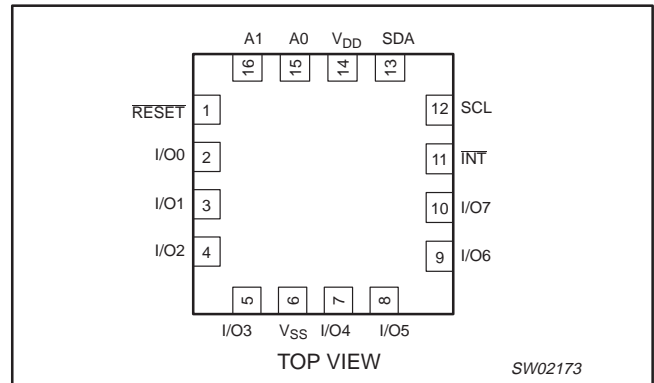 A1 A0 VDD SDA
16 15 14 13
RESET 1 12 SCL
I/O0 2 11 INT
I/O1 3 10 I/O7
I/O2 4 9 I/O6
5 6 7 8
I/O3 VSS I/O4 I/O5
TOP VIEW
SW02173